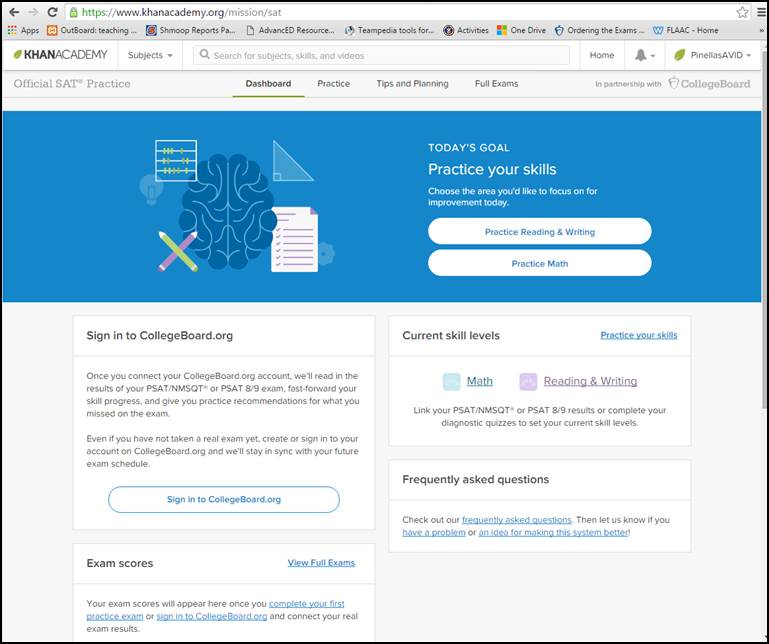 https://www.khanacademy.org/mission/sat
Apps OutBoard: teaching ... Shmoop Reports Pa... AdvancED Resource... Teampedia tools for... Activities One Drive Ordering the Exams ... FLAAC - Home »
KHANACADEMY Subjects Search for subjects, skills, and videos Home PinellasAVID
Official SAT® Practice Dashboard Practice Tips and Planning Full Exams In partnership with CollegeBoard
TODAY'S GOAL
Practice your skills
Choose the area you'd like to focus on for
improvement today.
Practice Reading & Writing
Practice Math
Sign in to CollegeBoard.org
Once you connect your CollegeBoard.org account, we'll read in the
results of your PSAT/NMSQT® or PSAT 8/9 exam, fast-forward your
skill progress, and give you practice recommendations for what you
missed on the exam.
Even if you have not taken a real exam yet, create or sign in to your
account on CollegeBoard.org and we'll stay in sync with your future
exam schedule.
Sign in to CollegeBoard.org
Exam scores View Full Exams
Your exam scores will appear here once you complete your first
practice exam or sign in to CollegeBoard.org and connect your real
exam results.
Current skill levels Practice your skills
Math Reading & Writing
Link your PSAT/NMSQT® or PSAT 8/9 results or complete your
diagnostic quizzes to set your current skill levels.
Frequently asked questions
Check out our frequently asked questions. Then let us know if you
have a problem or an idea for making this system better!